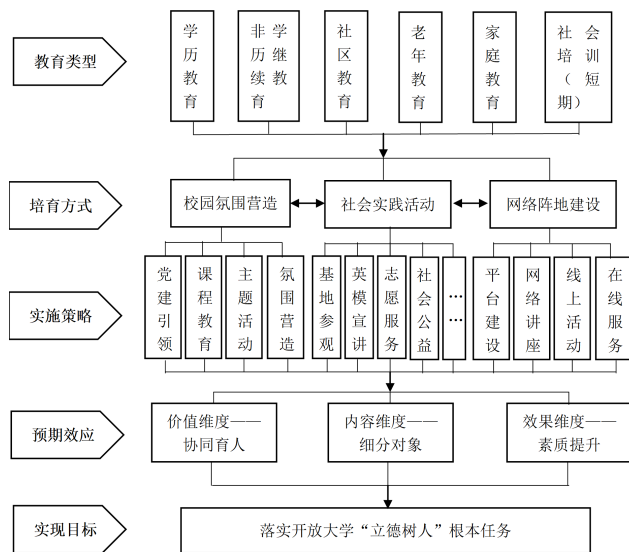 教育类型
学历教育
非学历继续教育
社区教育
老年教育
家庭教育
社会培训（短期）
培育方式
校园氛围营造
社会实践活动
网络阵地建设
实施策略
党建引领
课程教育
主题活动
氛围营造
基地参观
英模宣讲
志愿服务
社会公益
……
平台建设
网络讲座
线上活动
在线服务
预期效应
价值维度——
协同育人
内容维度——
细分对象
效果维度——
素质提升
实现目标
落实开放大学“立德树人”根本任务